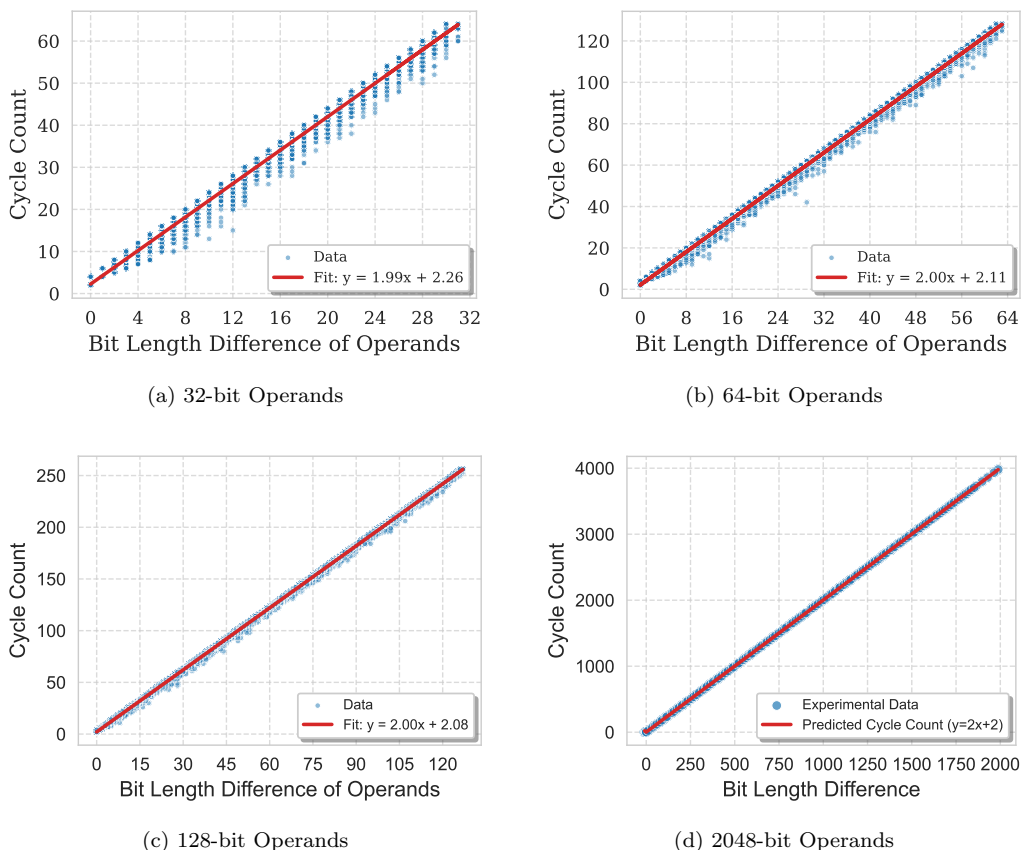 Cycle Count
60
50
40
30
20
10
0
Data
Fit: y = 1.99x + 2.26
0 4 8 12 16 20 24 28 32
Bit Length Difference of Operands
(a) 32-bit Operands
Cycle Count
120
100
80
60
40
20
0
Data
Fit: y = 2.00x + 2.11
0 8 16 24 32 40 48 56 64
Bit Length Difference of Operands
(b) 64-bit Operands
Cycle Count
250
200
150
100
50
0
Data
Fit: y = 2.00x + 2.08
0 15 30 45 60 75 90 105 120
Bit Length Difference of Operands
(c) 128-bit Operands
Cycle Count
4000
3000
2000
1000
0
Experimental Data
Predicted Cycle Count (y=2x+2)
0 250 500 750 1000 1250 1500 1750 2000
Bit Length Difference
(d) 2048-bit Operands